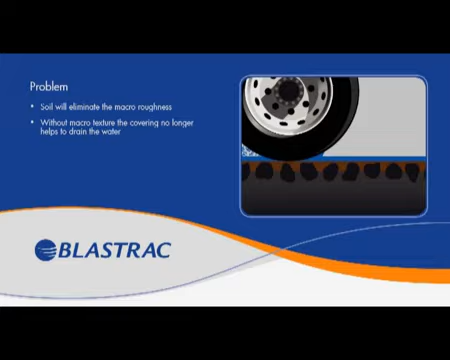 Problem
• Soil will eliminate the macro roughness
• Without macro texture the covering no longer
helps to drain the water
BLASTRAC